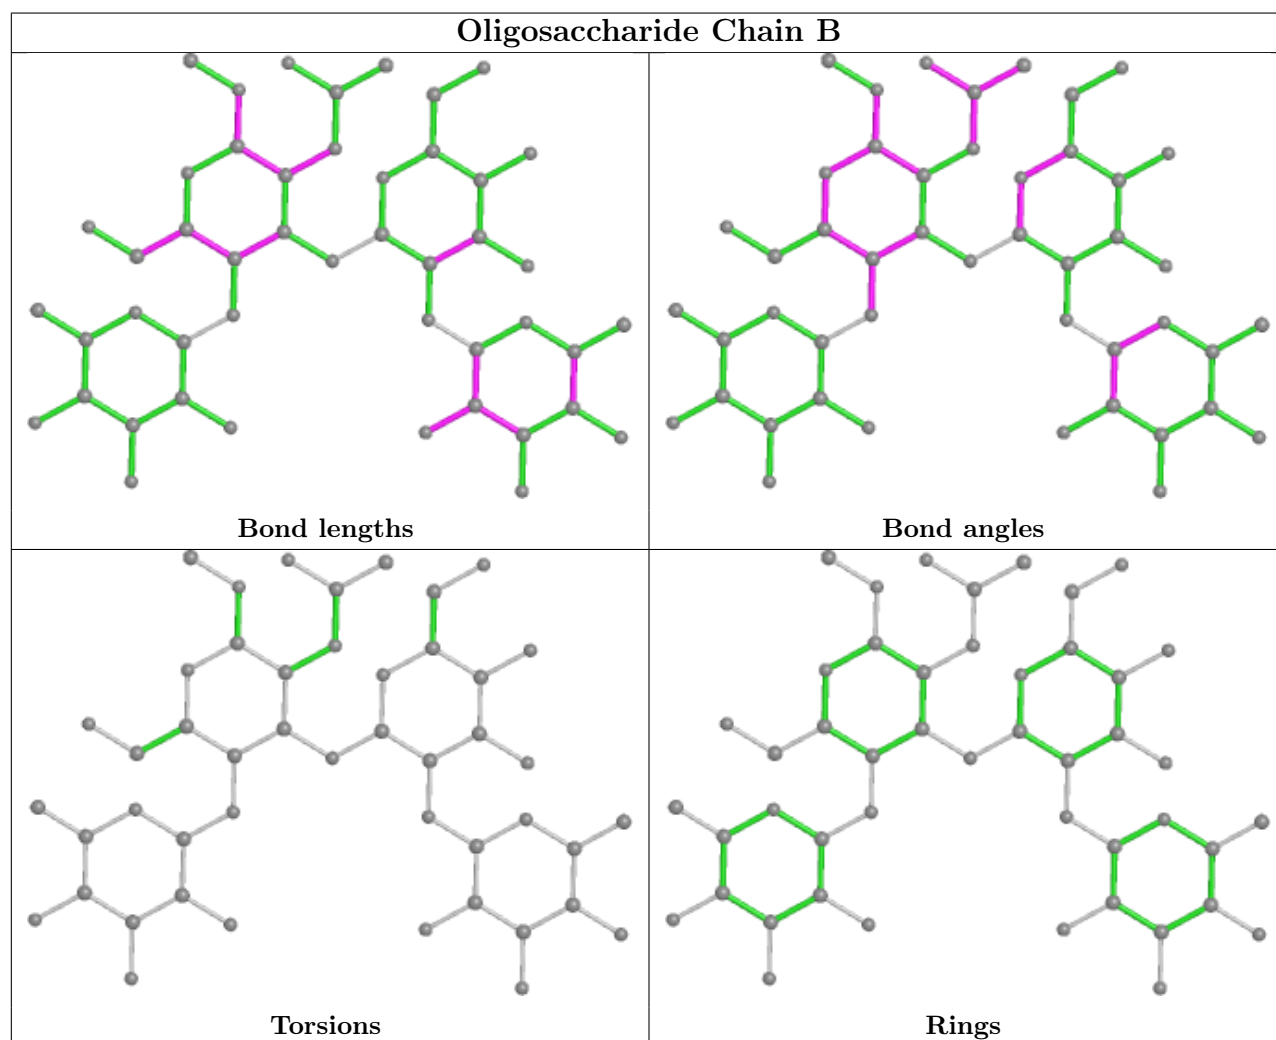 Oligosaccharide Chain B
Bond lengths
Bond angles
Torsions
Rings